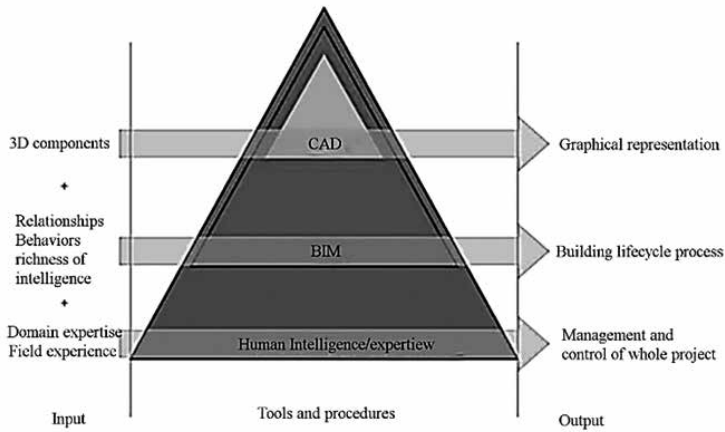 3D components
CAD
Graphical representation
+
Relationships
Behaviors
richness of
intelligence
BIM
Building lifecycle process
+
Domain expertise
Field experience
Human Intelligence/expertiew
Management and
control of whole project
Input
Tools and procedures
Output